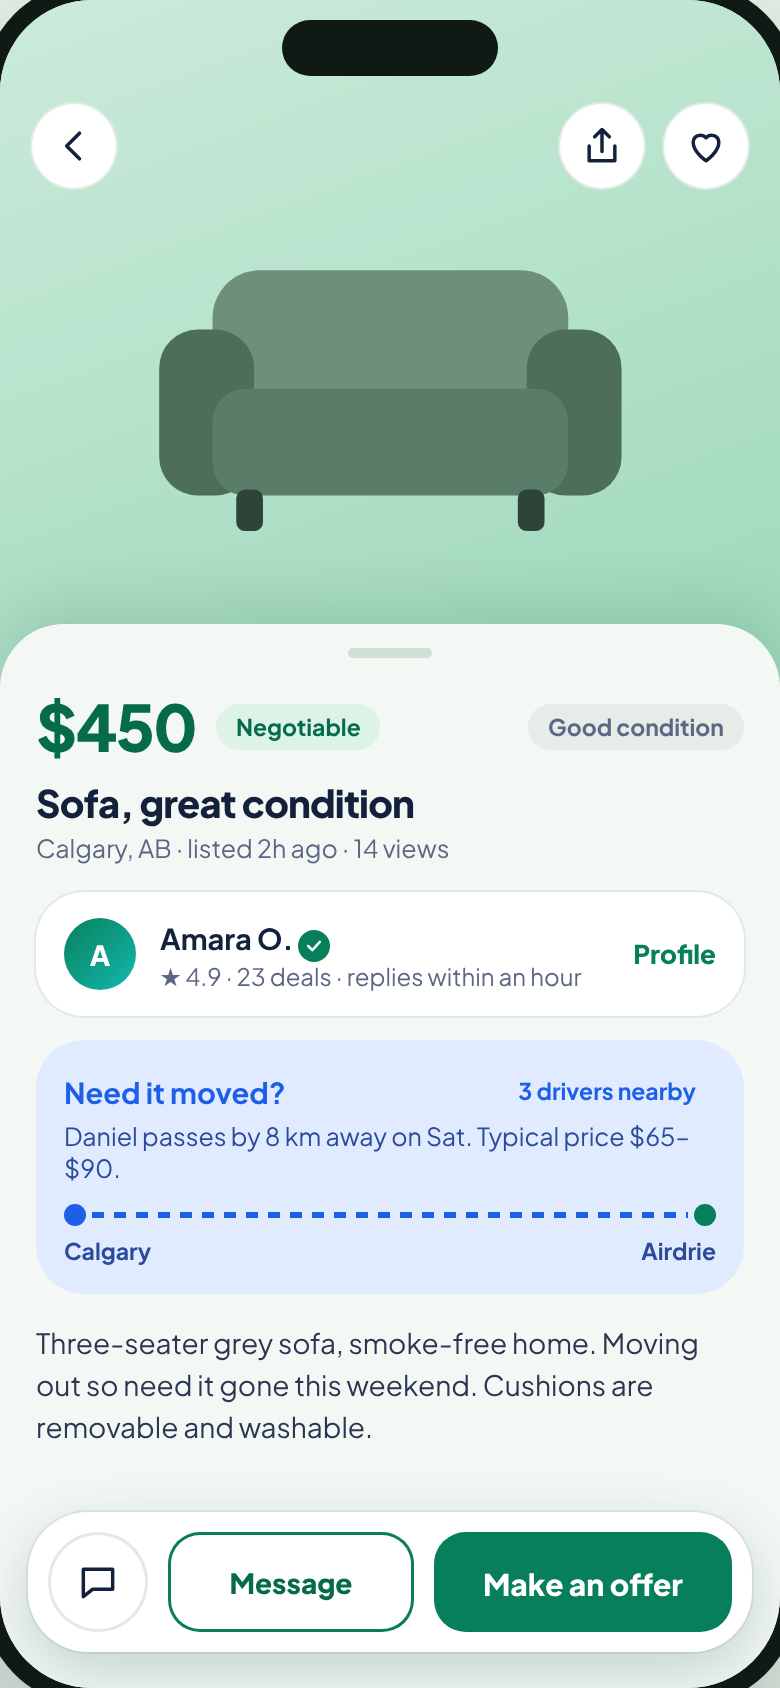 $450 Negotiable Good condition
Sofa, great condition
Calgary, AB · listed 2h ago · 14 views
A
Amara O.
★ 4.9 · 23 deals · replies within an hour
Profile
Need it moved? 3 drivers nearby
Daniel passes by 8 km away on Sat. Typical price $65–
$90.
Calgary Airdrie
Three-seater grey sofa, smoke-free home. Moving
out so need it gone this weekend. Cushions are
removable and washable.
Message Make an offer